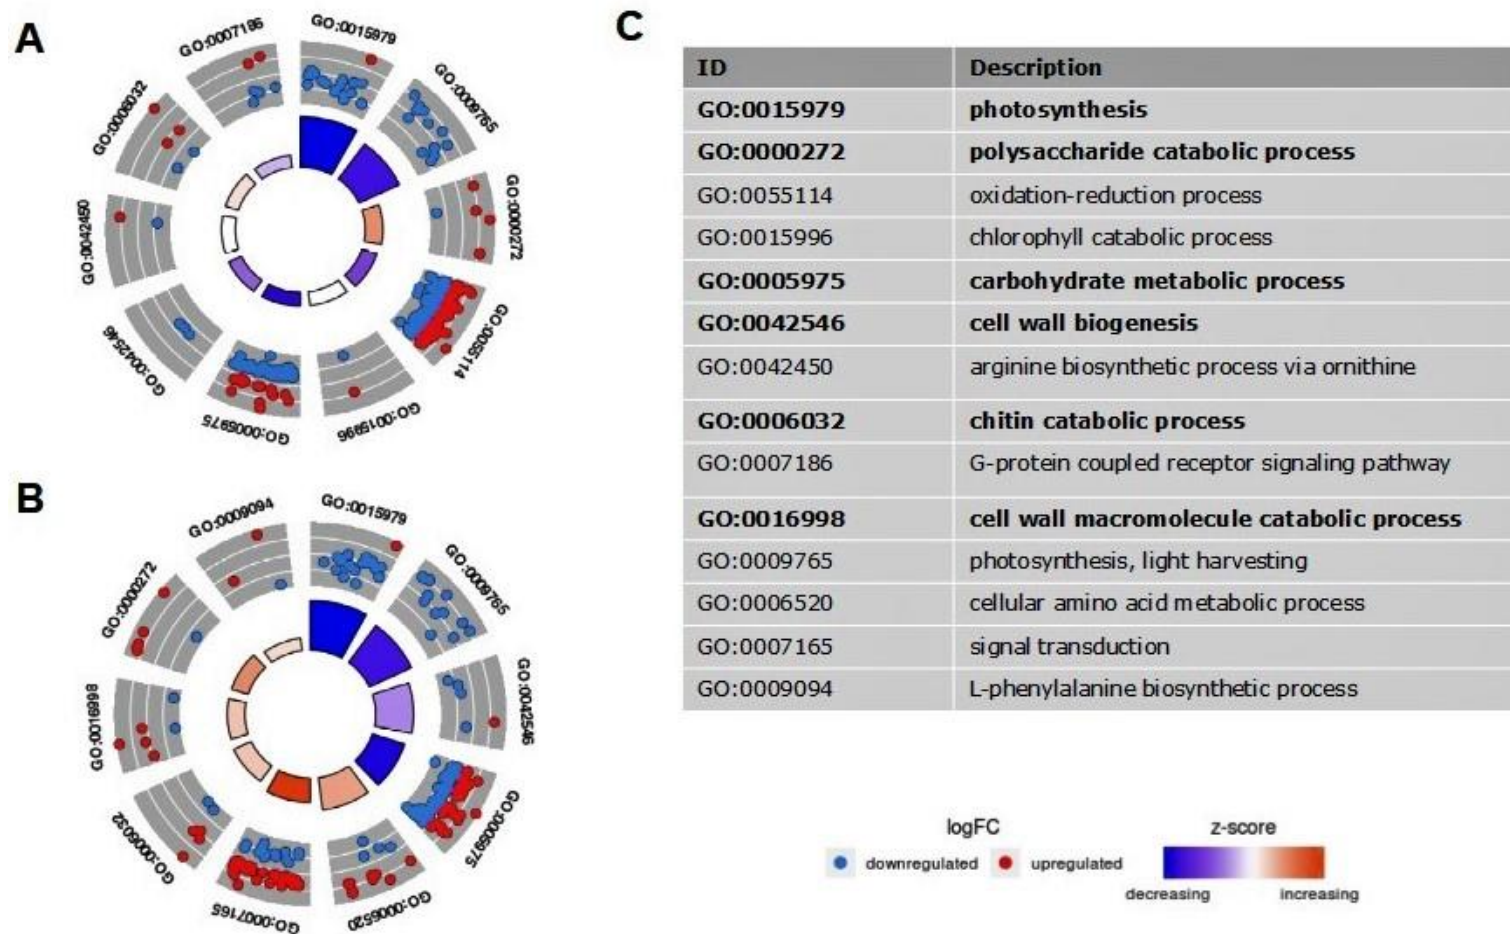 A
GO:0007186
GO:0015979
GO:0009765
GO:0000272
GO:0055114
GO:0015996
GO:0005975
GO:0042546
GO:0042450
GO:0006032
B
GO:0009094
GO:0015979
GO:0009765
GO:0042546
GO:0005975
GO:0006520
GO:0007165
GO:0006032
GO:0016998
GO:0000272
C
ID Description
GO:0015979 photosynthesis
GO:0000272 polysaccharide catabolic process
GO:0055114 oxidation-reduction process
GO:0015996 chlorophyll catabolic process
GO:0005975 carbohydrate metabolic process
GO:0042546 cell wall biogenesis
GO:0042450 arginine biosynthetic process via ornithine
GO:0006032 chitin catabolic process
GO:0007186 G-protein coupled receptor signaling pathway
GO:0016998 cell wall macromolecule catabolic process
GO:0009765 photosynthesis, light harvesting
GO:0006520 cellular amino acid metabolic process
GO:0007165 signal transduction
GO:0009094 L-phenylalanine biosynthetic process
logFC
downregulated upregulated
z-score
decreasing increasing